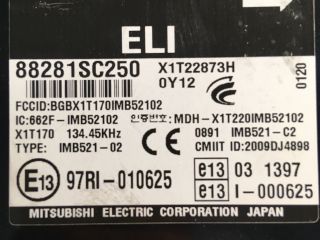 ELI
88281SC250 X1T22873H
0Y12
0120
FCCID:BGBX1T170IMB52102
IC:662F-IMB52102 인증번호:MDH-X1T220IMB52102
X1T170 134.45KHz 0891 IMB521-C2
TYPE: IMB521-02 CMIIT ID:2009DJ4898
E13 97RI-010625 e13 03 1397
e13 I-000625
MITSUBISHI ELECTRIC CORPORATION JAPAN